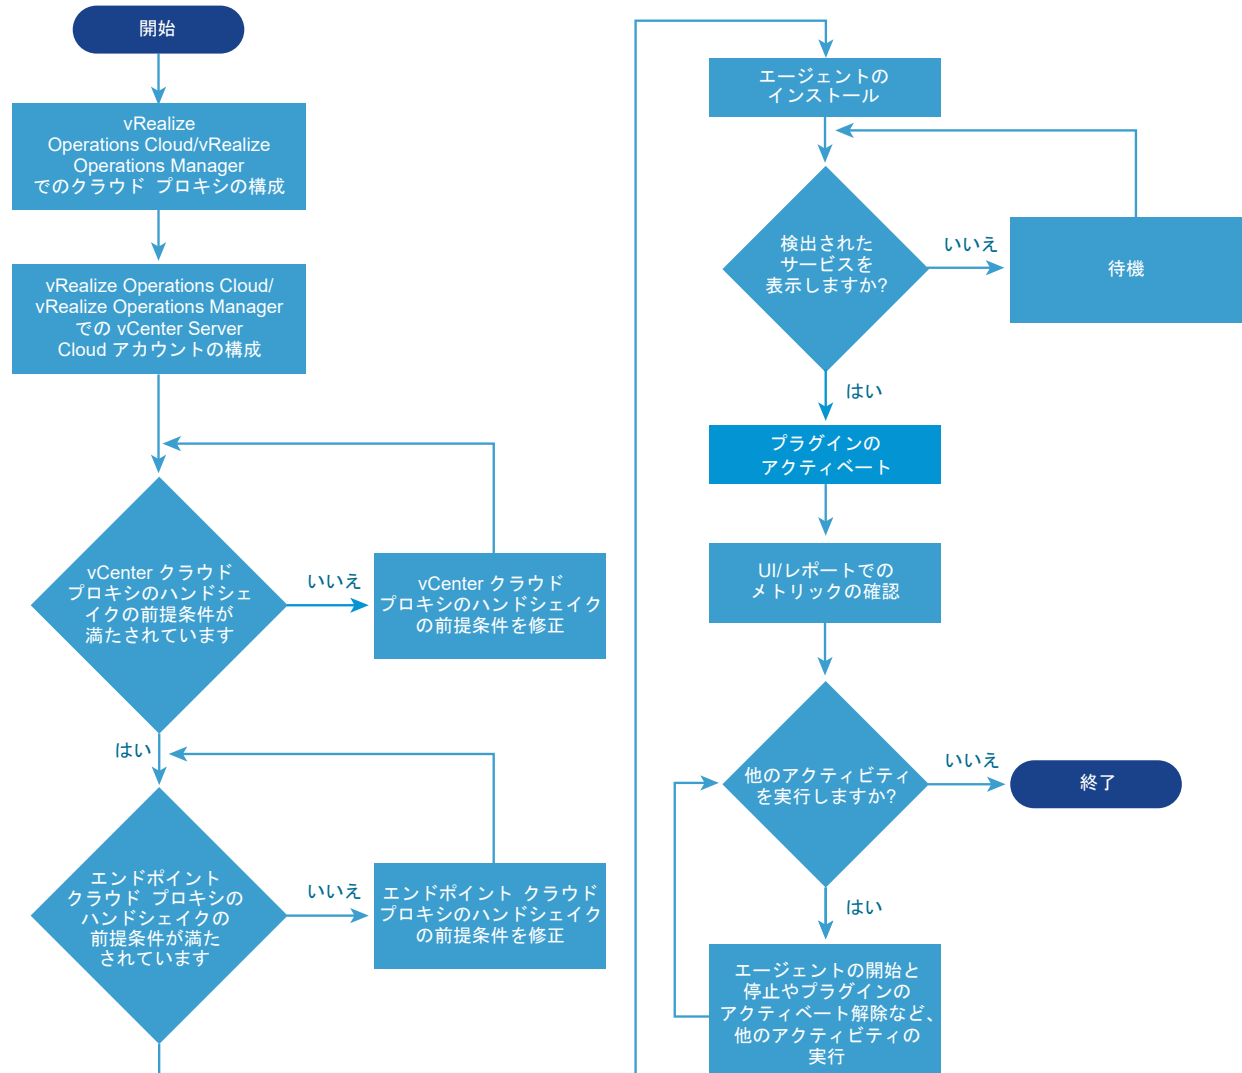 開始
vRealize
Operations Cloud/vRealize
Operations Manager
でのクラウド プロキシの構成
vRealize Operations Cloud/
vRealize Operations Manager
での vCenter Server
Cloud アカウントの構成
vCenter クラウド
プロキシのハンドシェ
イクの前提条件が
満たされています
いいえ
vCenter クラウド
プロキシのハンドシェイク
の前提条件を修正
はい
エンドポイント
クラウド プロキシの
ハンドシェイクの
前提条件が満た
されています
いいえ
エンドポイント クラウド
プロキシのハンドシェイク
の前提条件を修正
エージェントの
インストール
検出された
サービスを
表示しますか?
いいえ
待機
はい
プラグインの
アクティベート
UI/レポートでの
メトリックの確認
他のアクティビティ
を実行しますか?
いいえ
終了
はい
エージェントの開始と
停止やプラグインの
アクティベート解除など、
他のアクティビティの
実行